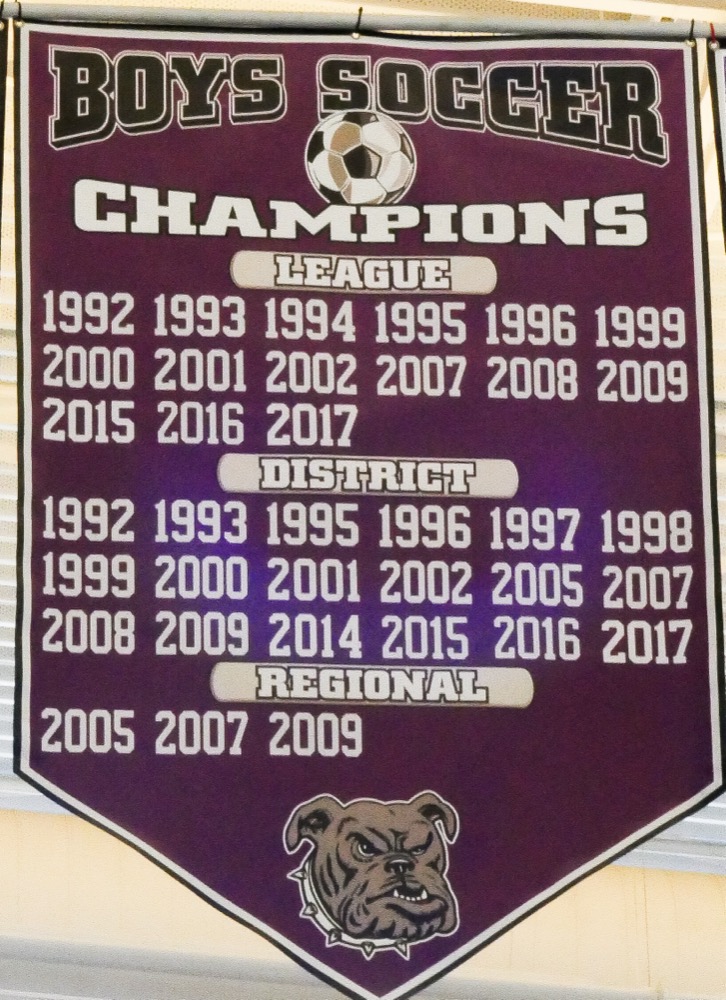 BOYS SOCCER
CHAMPIONS
LEAGUE
1992 1993 1994 1995 1996 1999
2000 2001 2002 2007 2008 2009
2015 2016 2017
DISTRICT
1992 1993 1995 1996 1997 1998
1999 2000 2001 2002 2005 2007
2008 2009 2014 2015 2016 2017
REGIONAL
2005 2007 2009